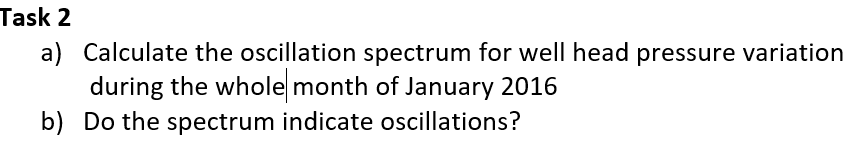 Task 2
a) Calculate the oscillation spectrum for well head pressure variation
during the whole month of January 2016
b) Do the spectrum indicate oscillations?